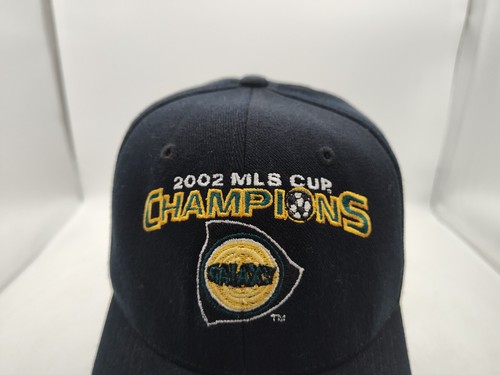 2002 MLS CUP
CHAMPIONS
GALAXY
TM